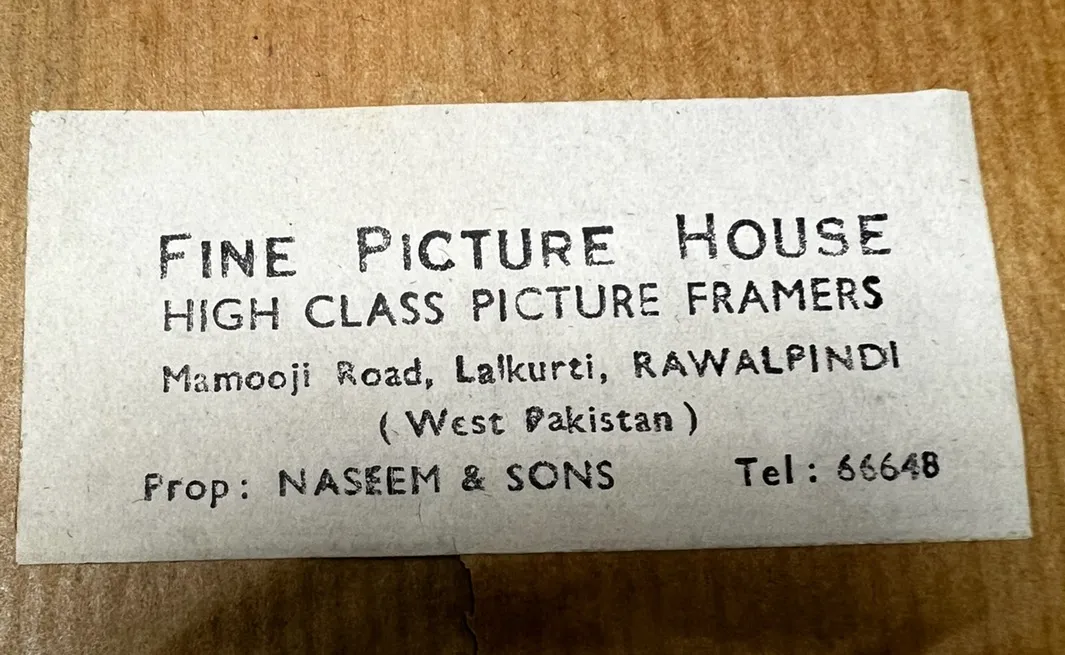 FINE PICTURE HOUSE
HIGH CLASS PICTURE FRAMERS
Mamooji Road, Lalkurti, RAWALPINDI
( West Pakistan )
Prop: NASEEM & SONS Tel: 66648